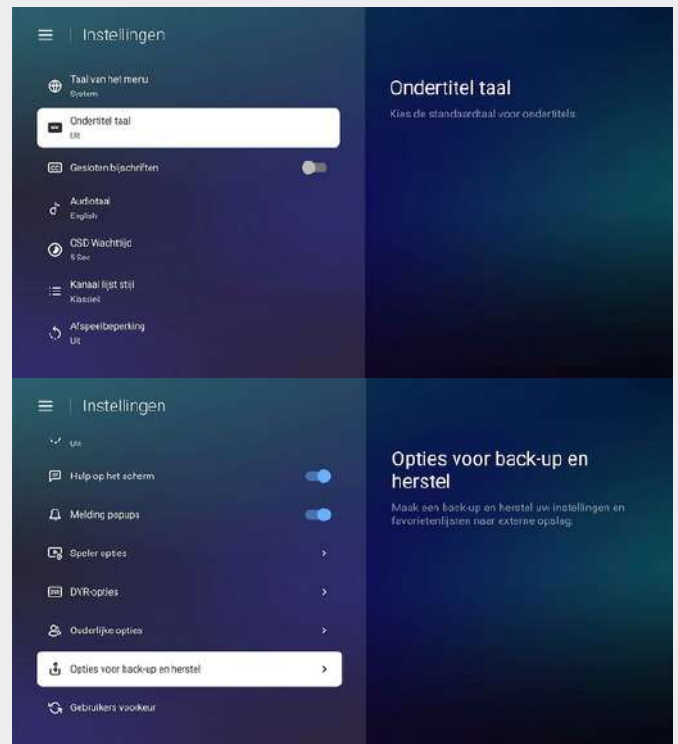 Instellingen
Taal van het menu
System
Ondertitel taal
Uit
Gesloten bijschriften
Audiotaal
English
OSD Wachttijd
5 Sec
Kanaal lijst stijl
Klassiek
Afspeelbeperking
Uit
Ondertitel taal
Kies de standaardtaal voor ondertitels.
Instellingen
Uit
Hulp op het scherm
Melding popups
Speler opties
DVR-opties
Ouderlijke opties
Opties voor back-up en herstel
Gebruikers voorkeur
Opties voor back-up en
herstel
Maak een back-up en herstel uw instellingen en
favorietenlijsten naar externe opslag.